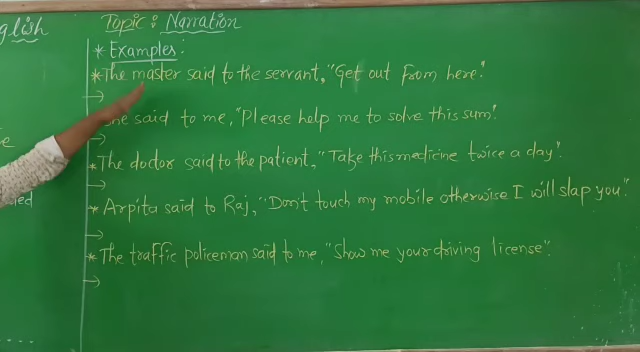 glish
Topic : Narration
* Examples :
* The master said to the servant, "Get out from here".
→
said to me, "Please help me to solve this sum".
→
* The doctor said to the patient, "Take this medicine twice a day".
→
* Arpita said to Raj, "Don't touch my mobile otherwise I will slap you".
→
* The traffic policeman said to me, "Show me your driving license".
→